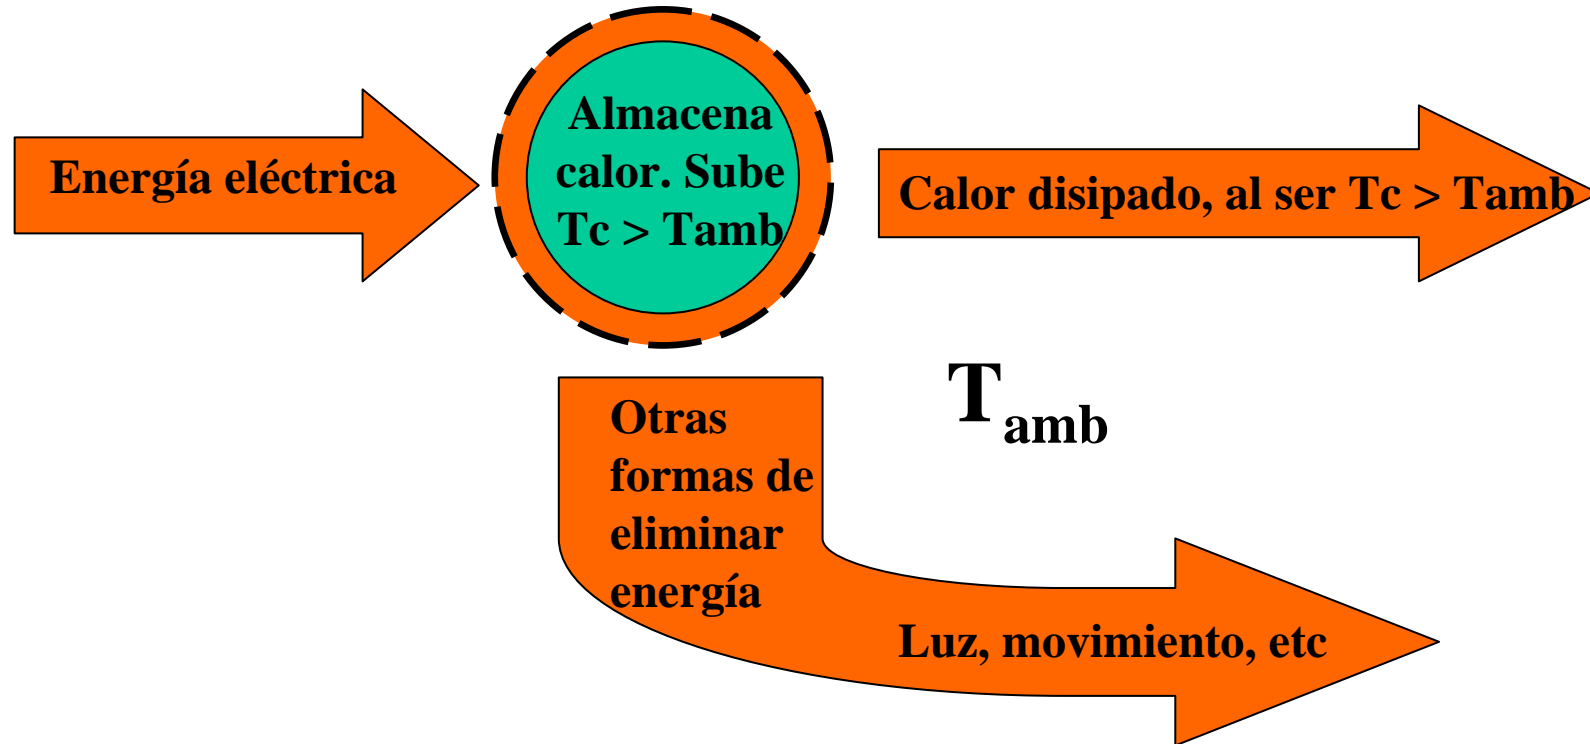 Energía eléctrica
Almacena
calor. Sube
Tc > Tamb
Calor disipado, al ser Tc > Tamb
Tamb
Otras
formas de
eliminar
energía
Luz, movimiento, etc